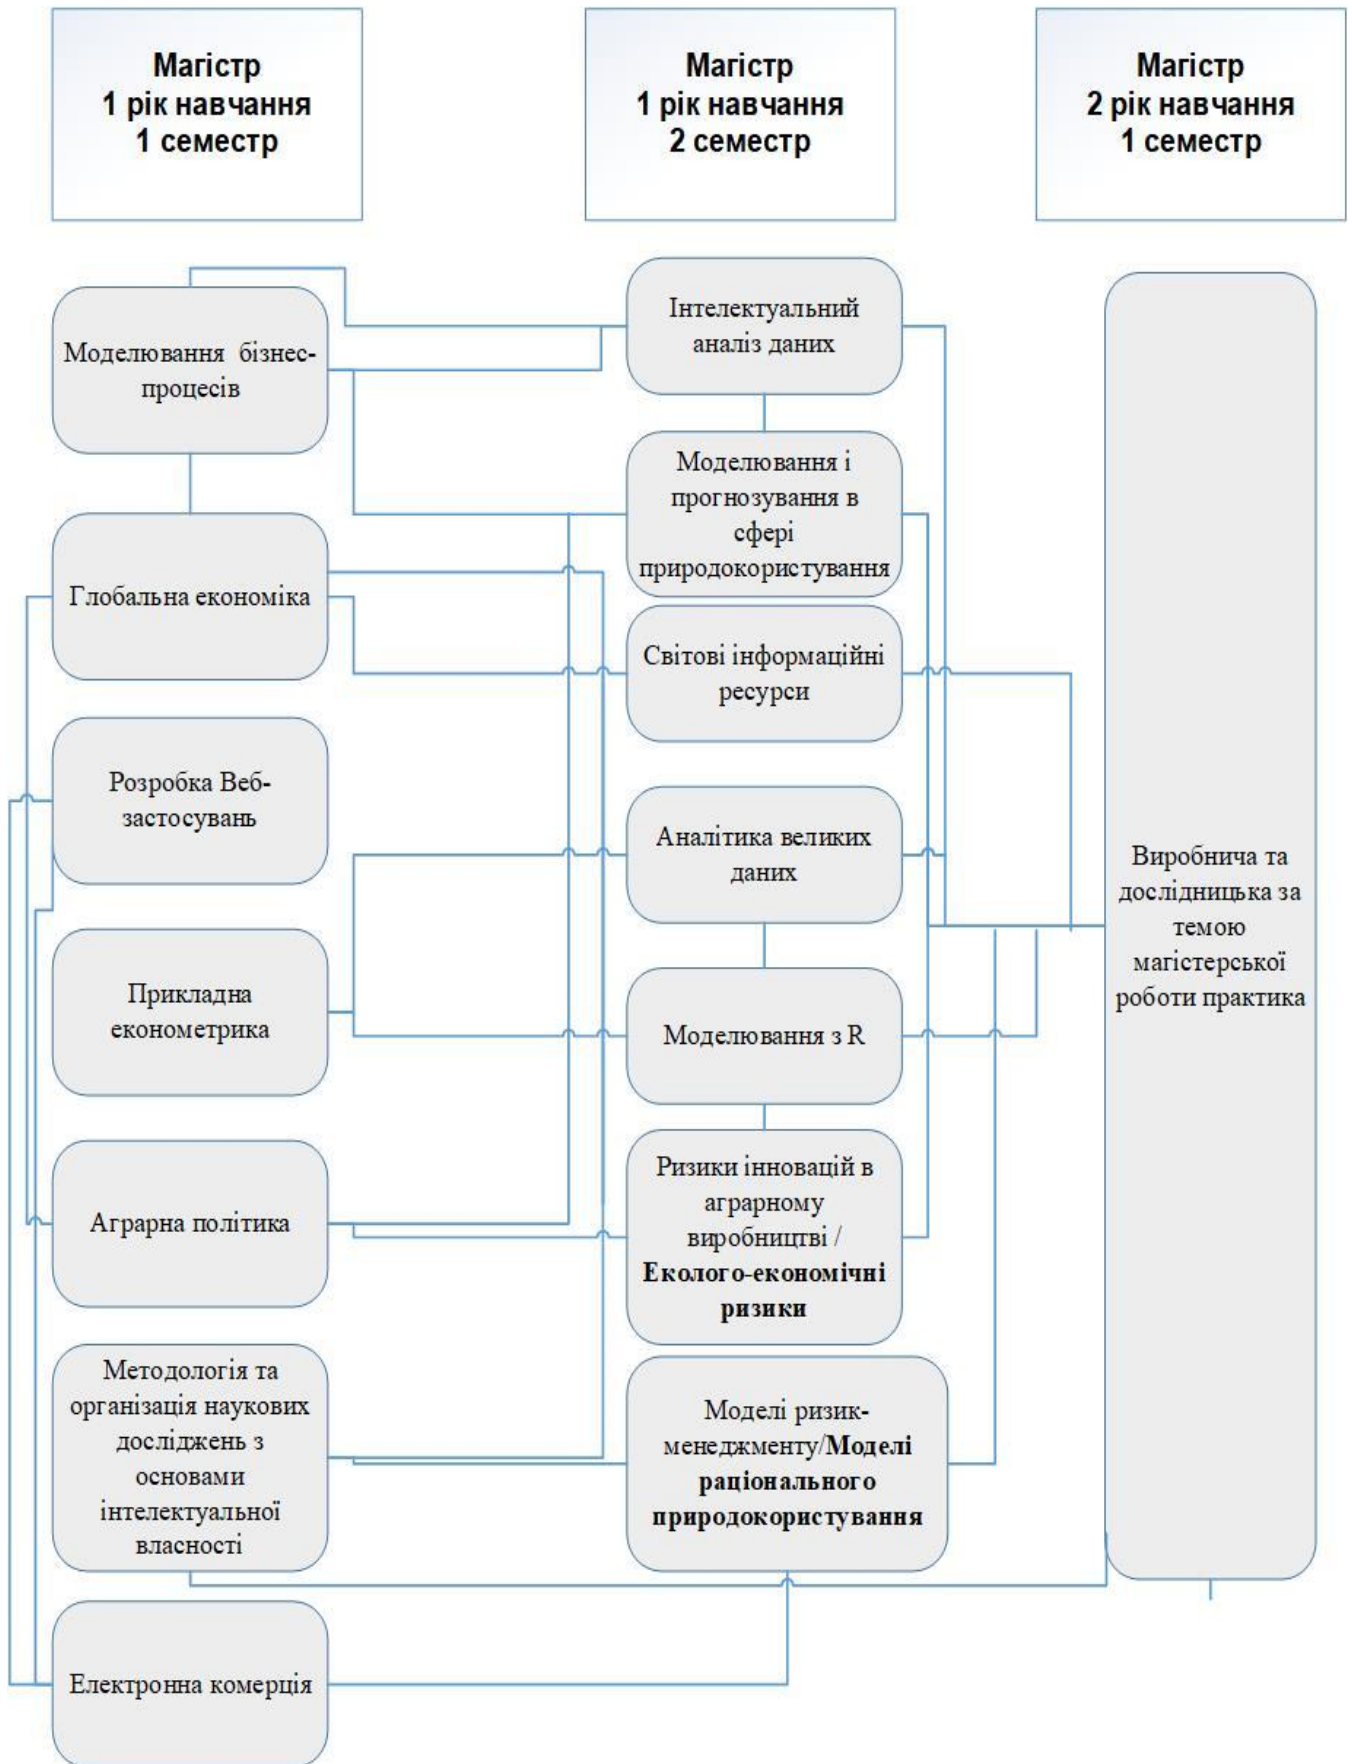 Магістр
1 рік навчання
1 семестр
Магістр
1 рік навчання
2 семестр
Магістр
2 рік навчання
1 семестр
Моделювання бізнес-
процесів
Глобальна економіка
Розробка Веб-
застосувань
Прикладна
економетрика
Аграрна політика
Методологія та
організація наукових
досліджень з
основами
інтелектуальної
власності
Електронна комерція
Інтелектуальний
аналіз даних
Моделювання і
прогнозування в
сфері
природокористування
Світові інформаційні
ресурси
Аналітика великих
даних
Моделювання з R
Ризики інновацій в
аграрному
виробництві /
Еколого-економічні
ризики
Моделі ризик-
менеджменту/Моделі
раціонального
природокористування
Виробнича та
дослідницька за
темою
магістерської
роботи практика